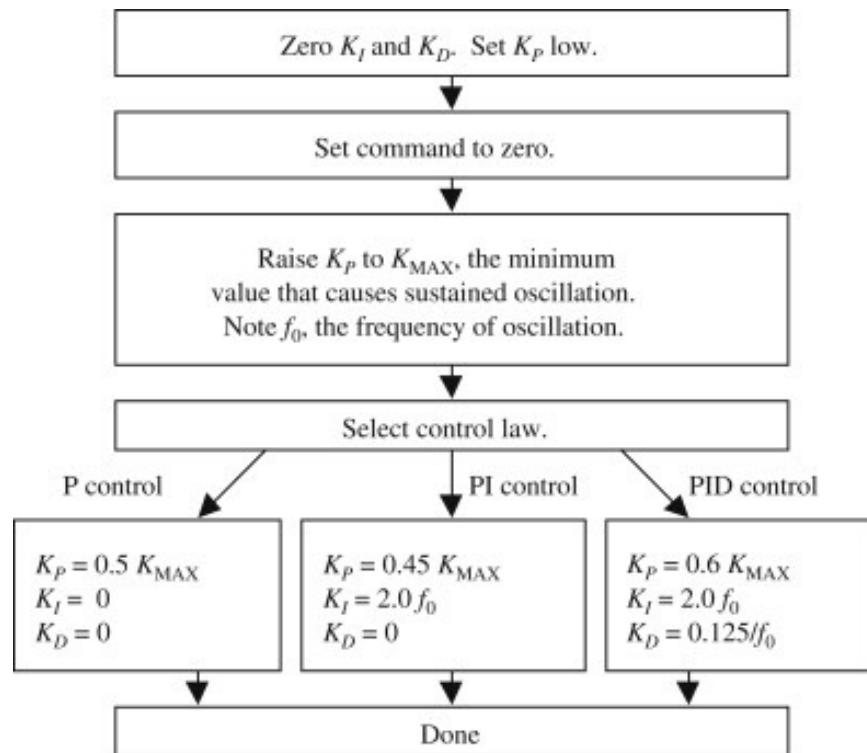 Zero K_I and K_D. Set K_P low.
Set command to zero.
Raise K_P to K_MAX, the minimum
value that causes sustained oscillation.
Note f_0, the frequency of oscillation.
Select control law.
P control
PI control
PID control
K_P = 0.5 K_MAX
K_I = 0
K_D = 0
K_P = 0.45 K_MAX
K_I = 2.0 f_0
K_D = 0
K_P = 0.6 K_MAX
K_I = 2.0 f_0
K_D = 0.125/f_0
Done